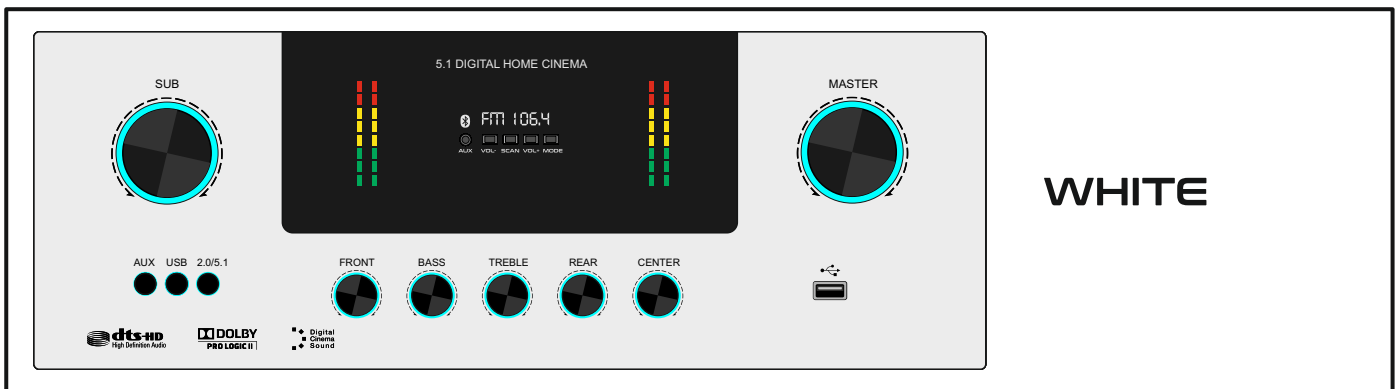 5.1 DIGITAL HOME CINEMA
SUB
MASTER
FM 106.4
AUX VOL- SCAN VOL+ MODE
WHITE
AUX USB 2.0/5.1
FRONT BASS TREBLE REAR CENTER
dts-HD
High Definition Audio
DOLBY
PRO LOGIC II
Digital
Cinema
Sound